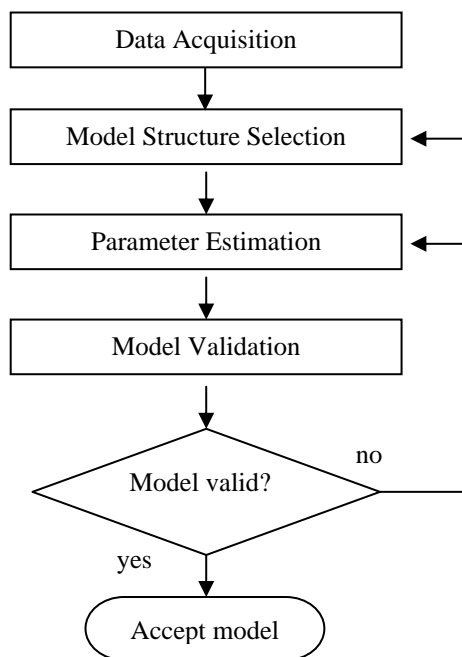 Data Acquisition
Model Structure Selection
Parameter Estimation
Model Validation
Model valid?
no
yes
Accept model